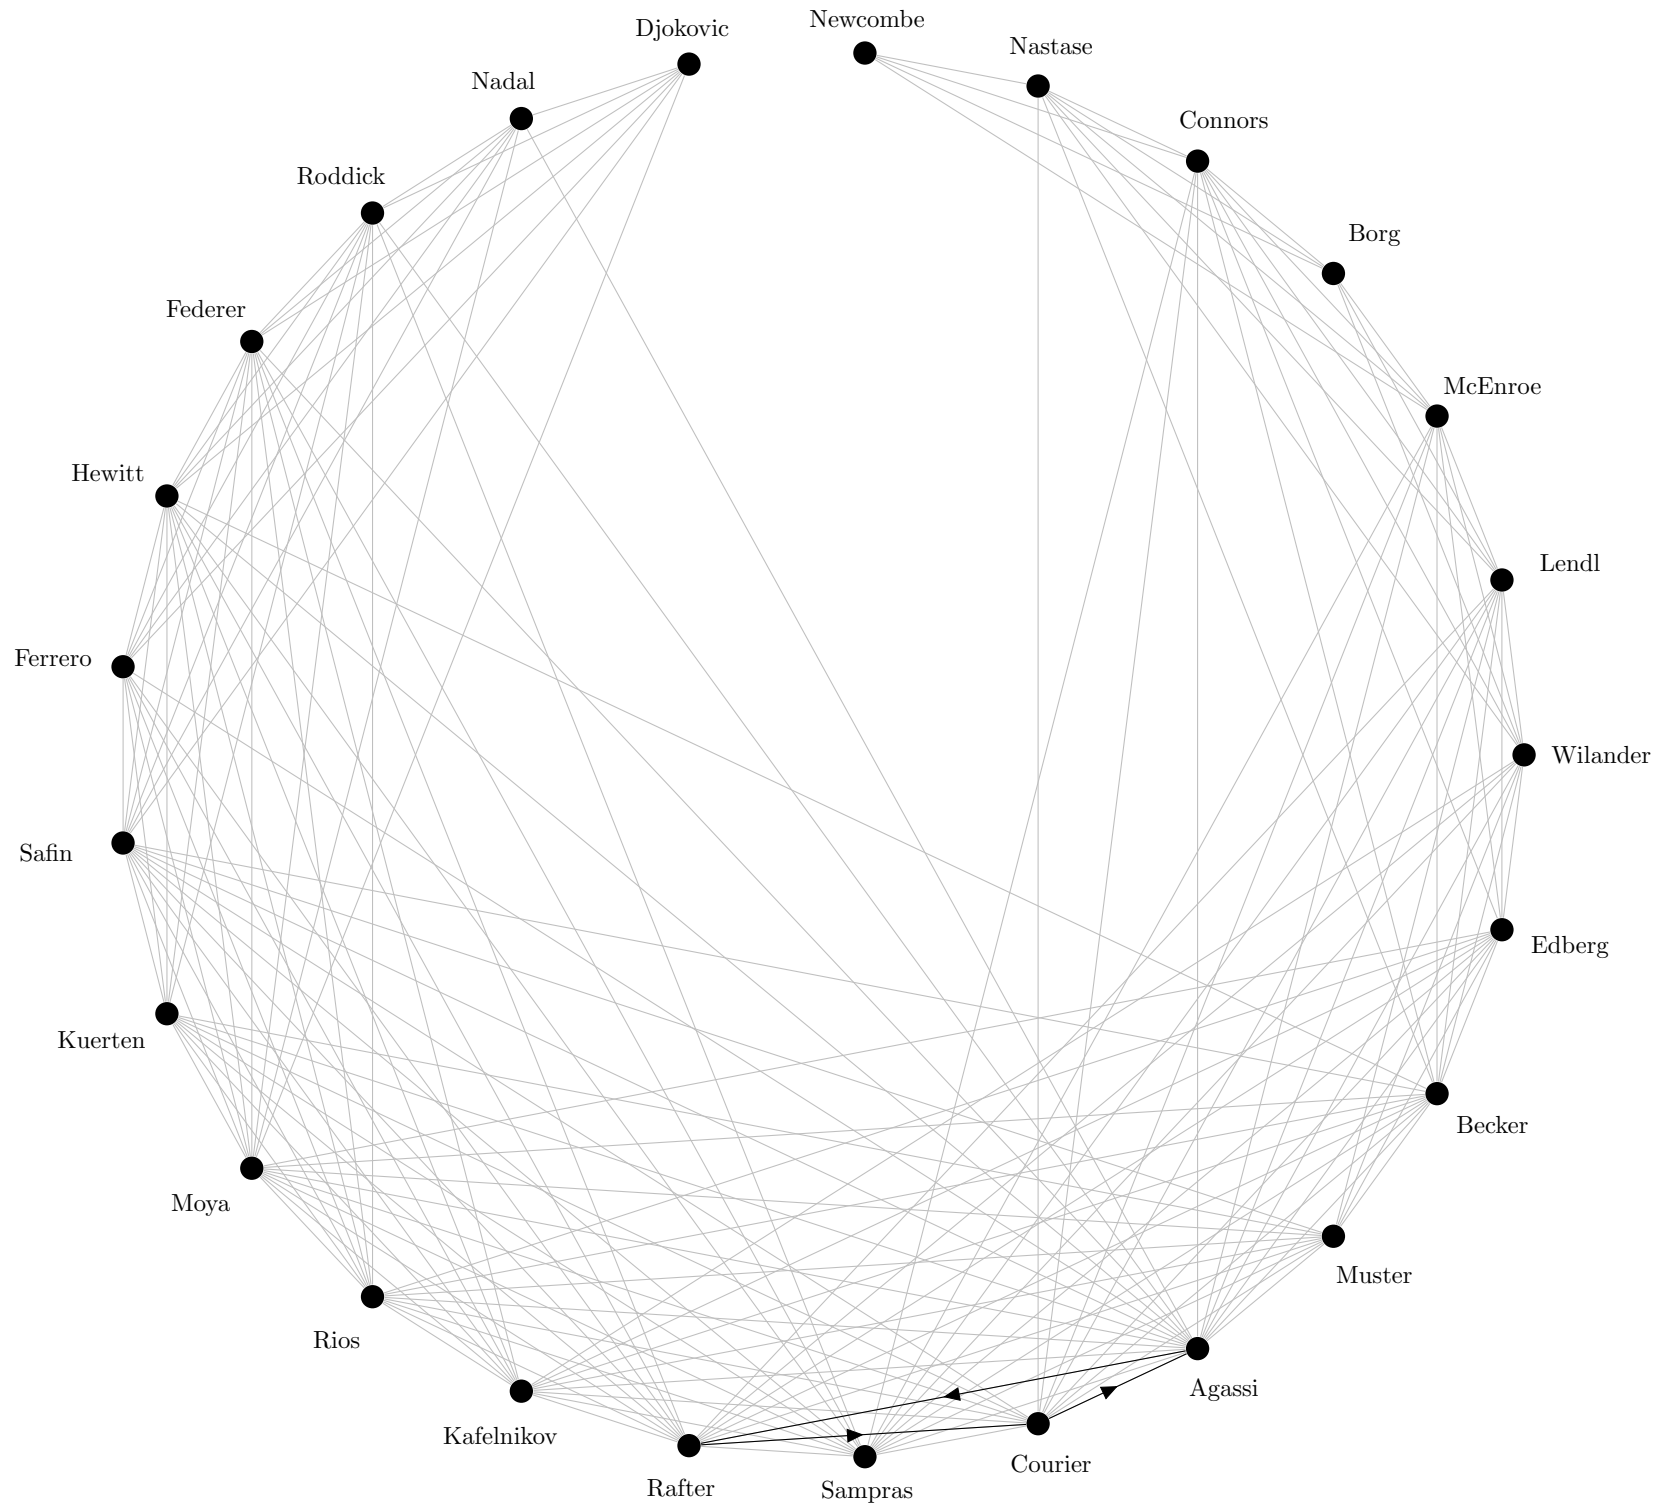 Newcombe
Djokovic
Nastase
Nadal
Connors
Roddick
Borg
Federer
McEnroe
Hewitt
Lendl
Ferrero
Wilander
Safin
Edberg
Kuerten
Becker
Moya
Muster
Rios
Agassi
Kafelnikov
Courier
Rafter
Sampras